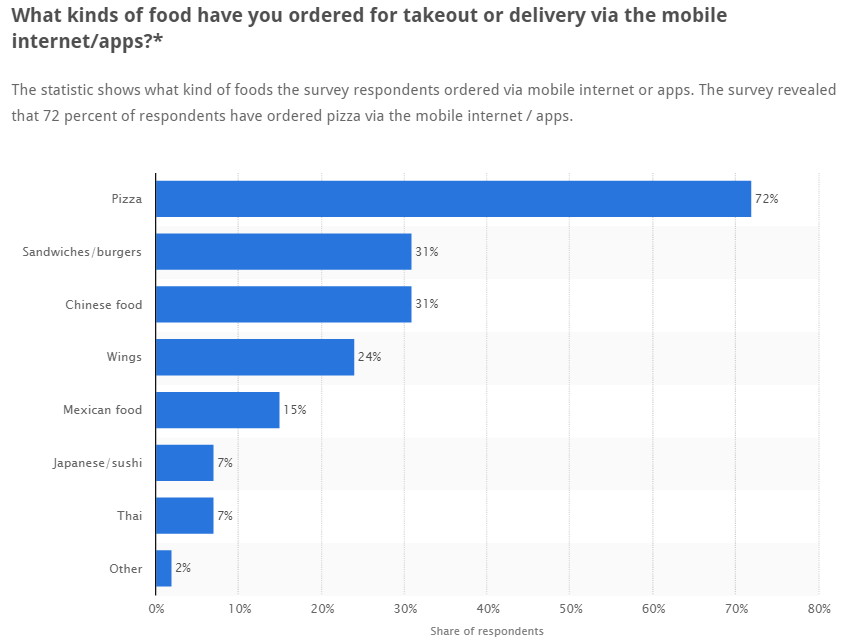 What kinds of food have you ordered for takeout or delivery via the mobile
internet/apps?*
The statistic shows what kind of foods the survey respondents ordered via mobile internet or apps. The survey revealed
that 72 percent of respondents have ordered pizza via the mobile internet / apps.
Pizza 72%
Sandwiches/burgers 31%
Chinese food 31%
Wings 24%
Mexican food 15%
Japanese/sushi 7%
Thai 7%
Other 2%
0% 10% 20% 30% 40% 50% 60% 70% 80%
Share of respondents